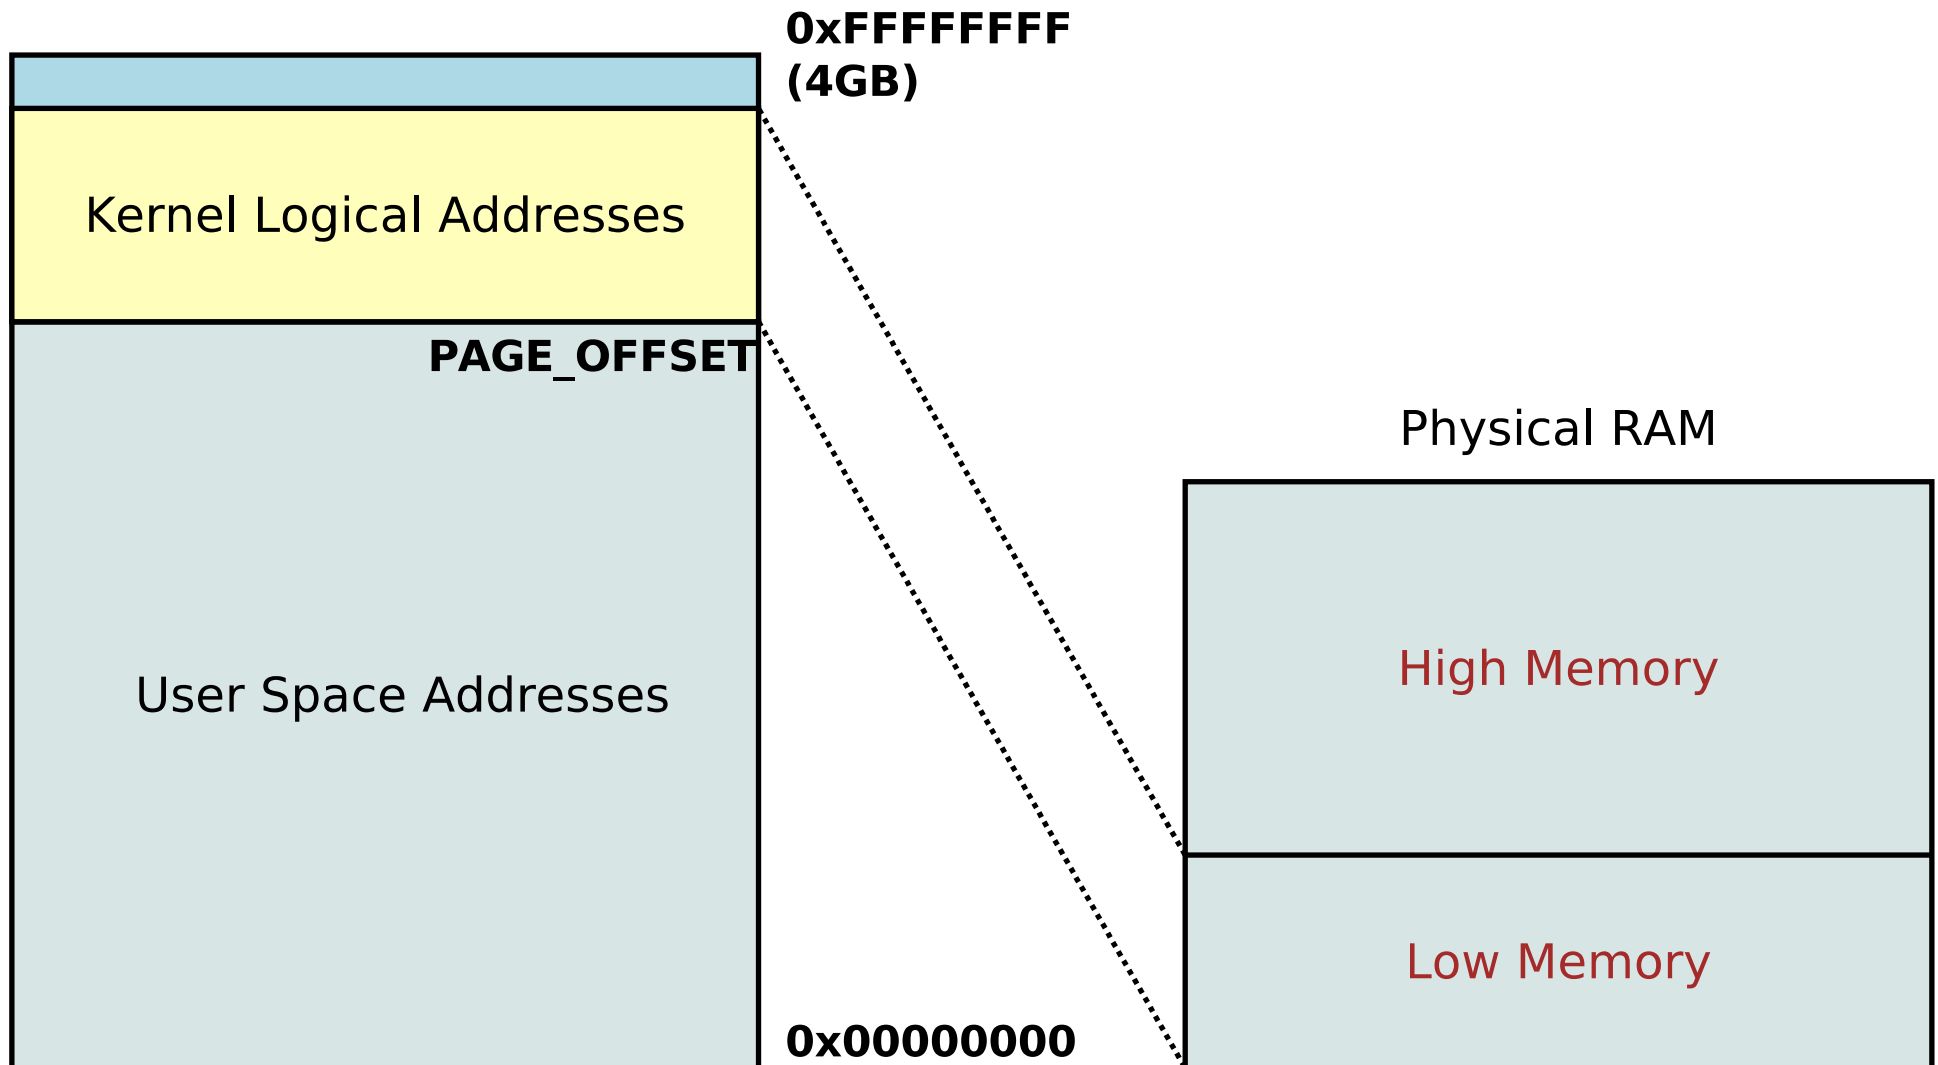 0xFFFFFFFF
(4GB)
Kernel Logical Addresses
PAGE_OFFSET
Physical RAM
High Memory
User Space Addresses
Low Memory
0x00000000